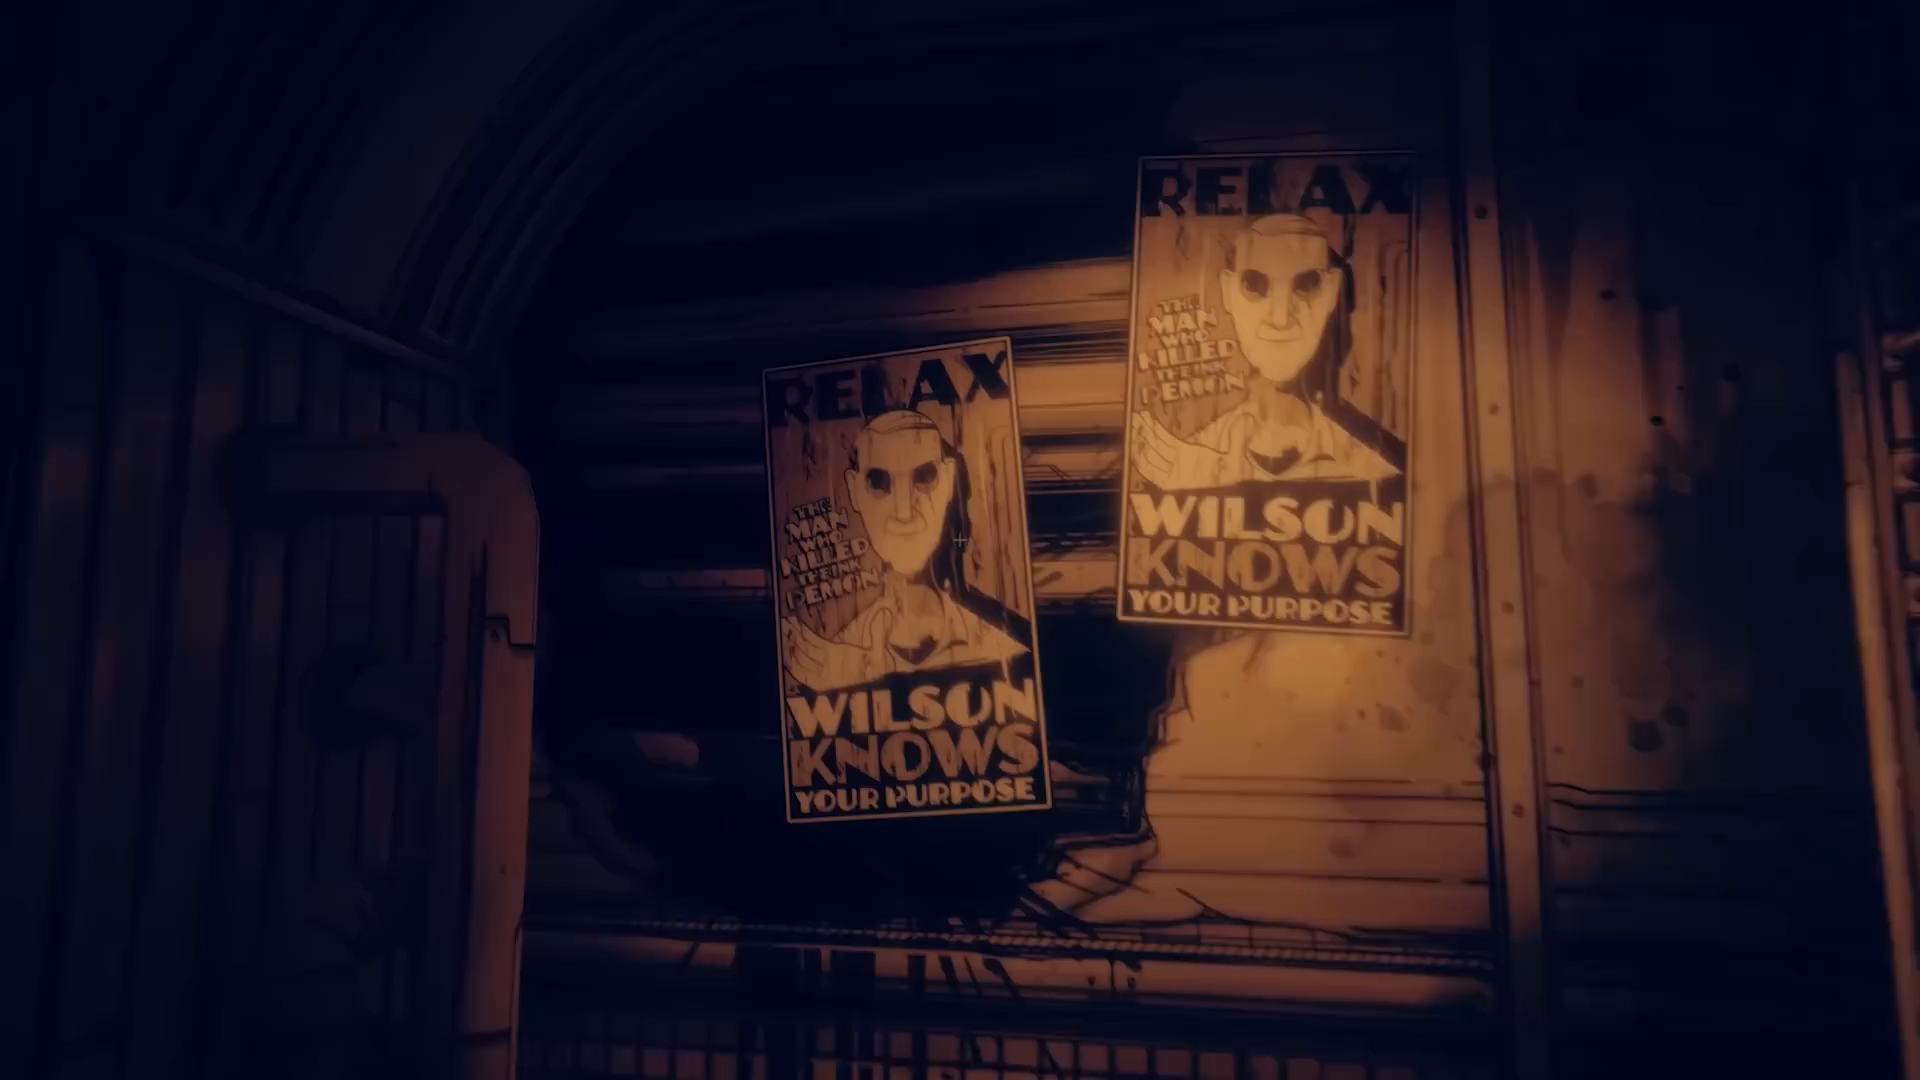 RELAX
THE
MAN
WHO
KILLED
THE INK
DEMON
WILSON
KNOWS
YOUR PURPOSE
RELAX
THE
MAN
WHO
KILLED
THE INK
DEMON
WILSON
KNOWS
YOUR PURPOSE